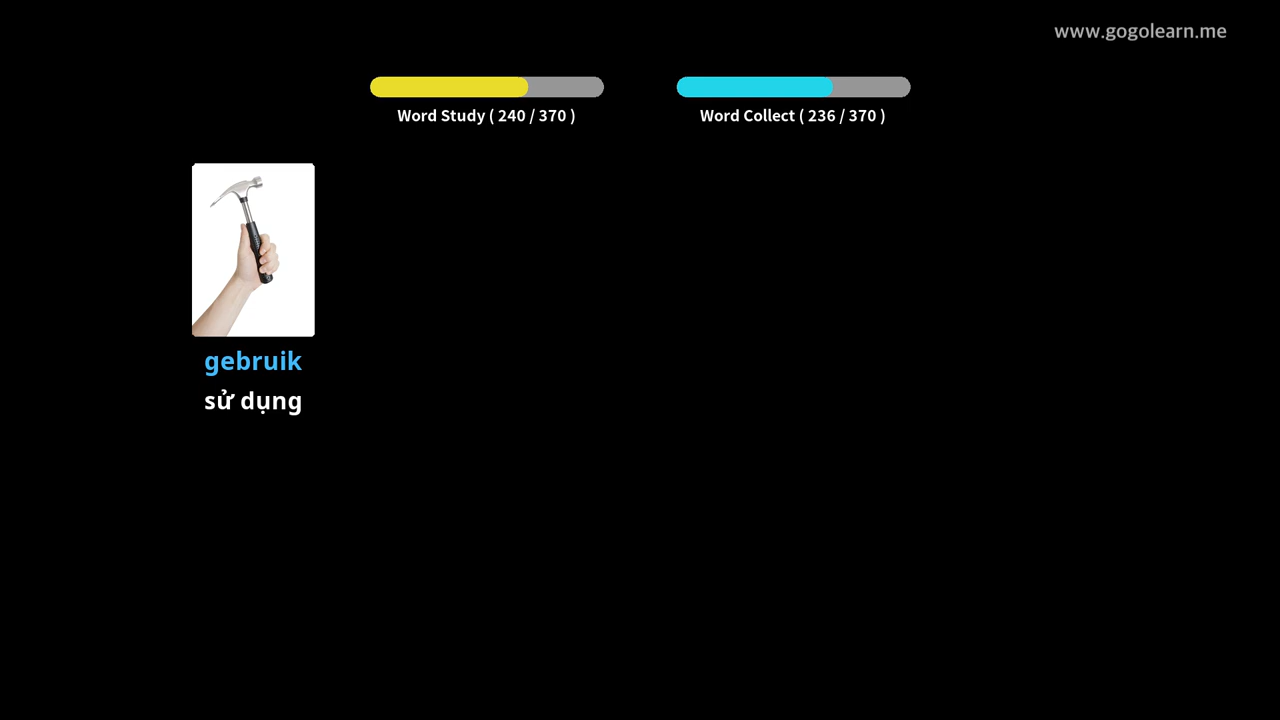 www.gogolearn.me
Word Study ( 240 / 370 )
Word Collect ( 236 / 370 )
gebruik
sử dụng